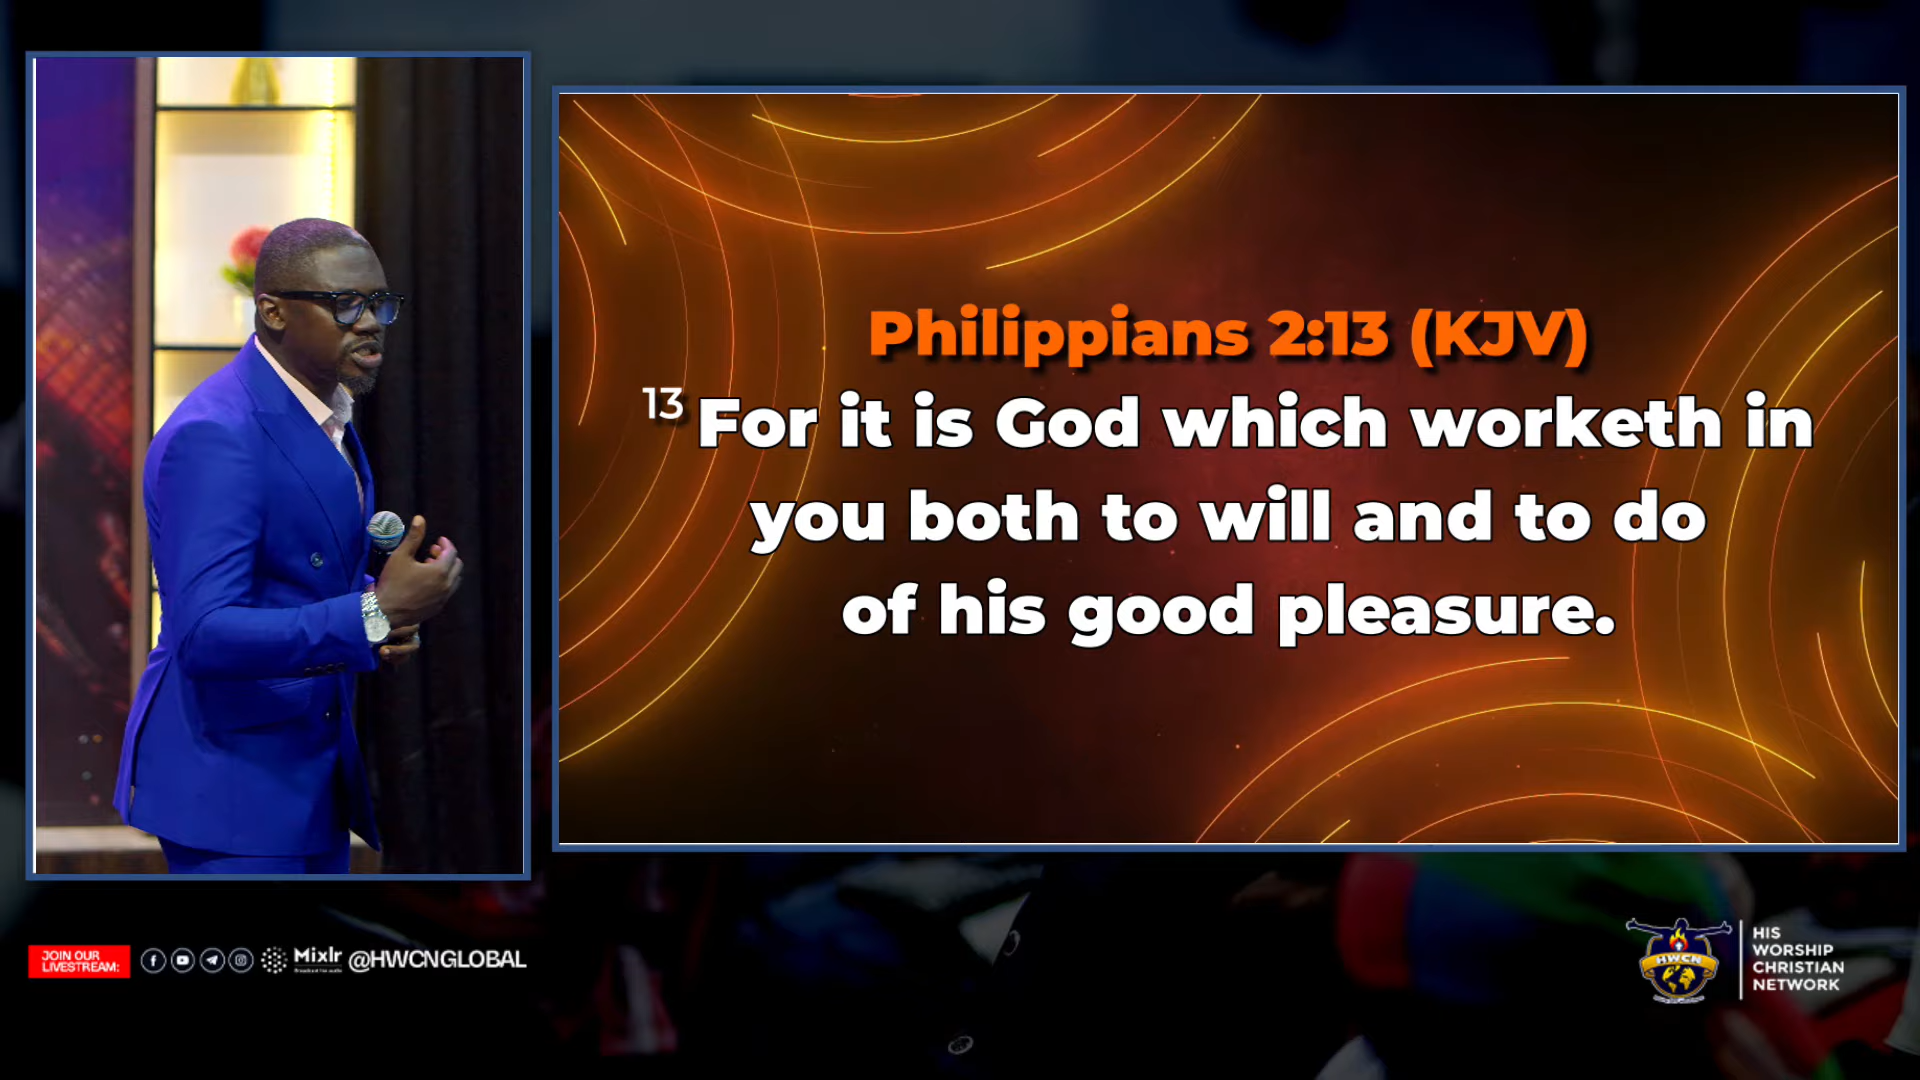 Philippians 2:13 (KJV)
13 For it is God which worketh in
you both to will and to do
of his good pleasure.
JOIN OUR
LIVESTREAM:
Mixlr
@HWCNGLOBAL
HWCN
HIS
WORSHIP
CHRISTIAN
NETWORK